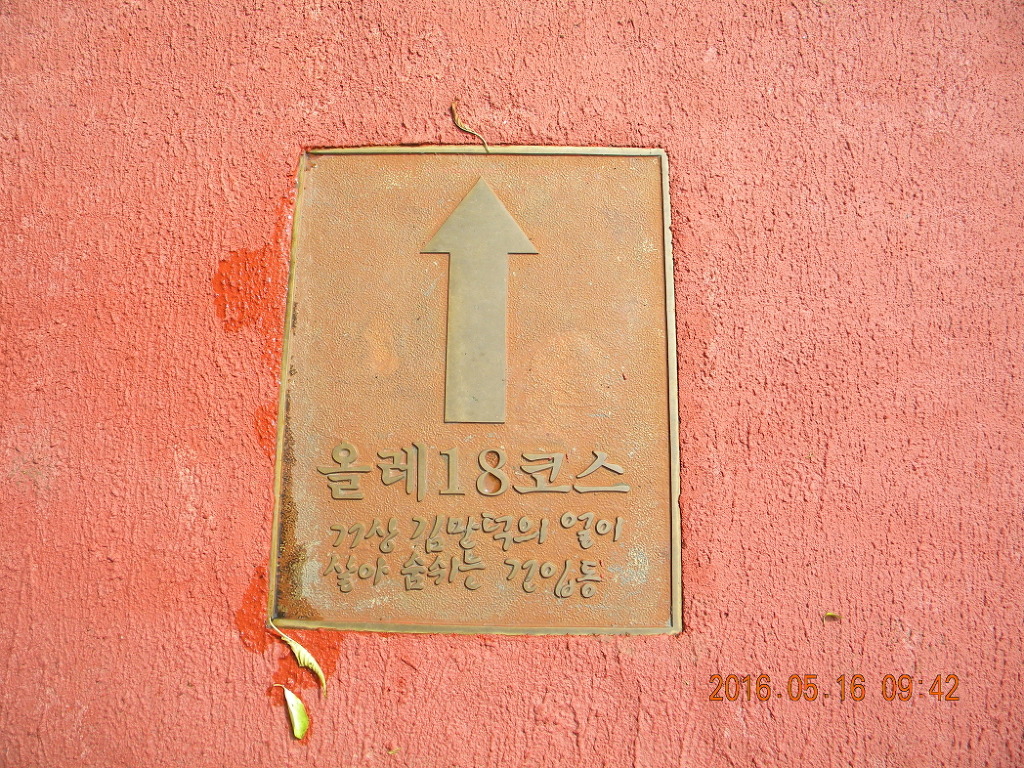 올레18코스
거상 김만덕의 얼이
살아 숨쉬는 건입동
2016.05.16 09:42